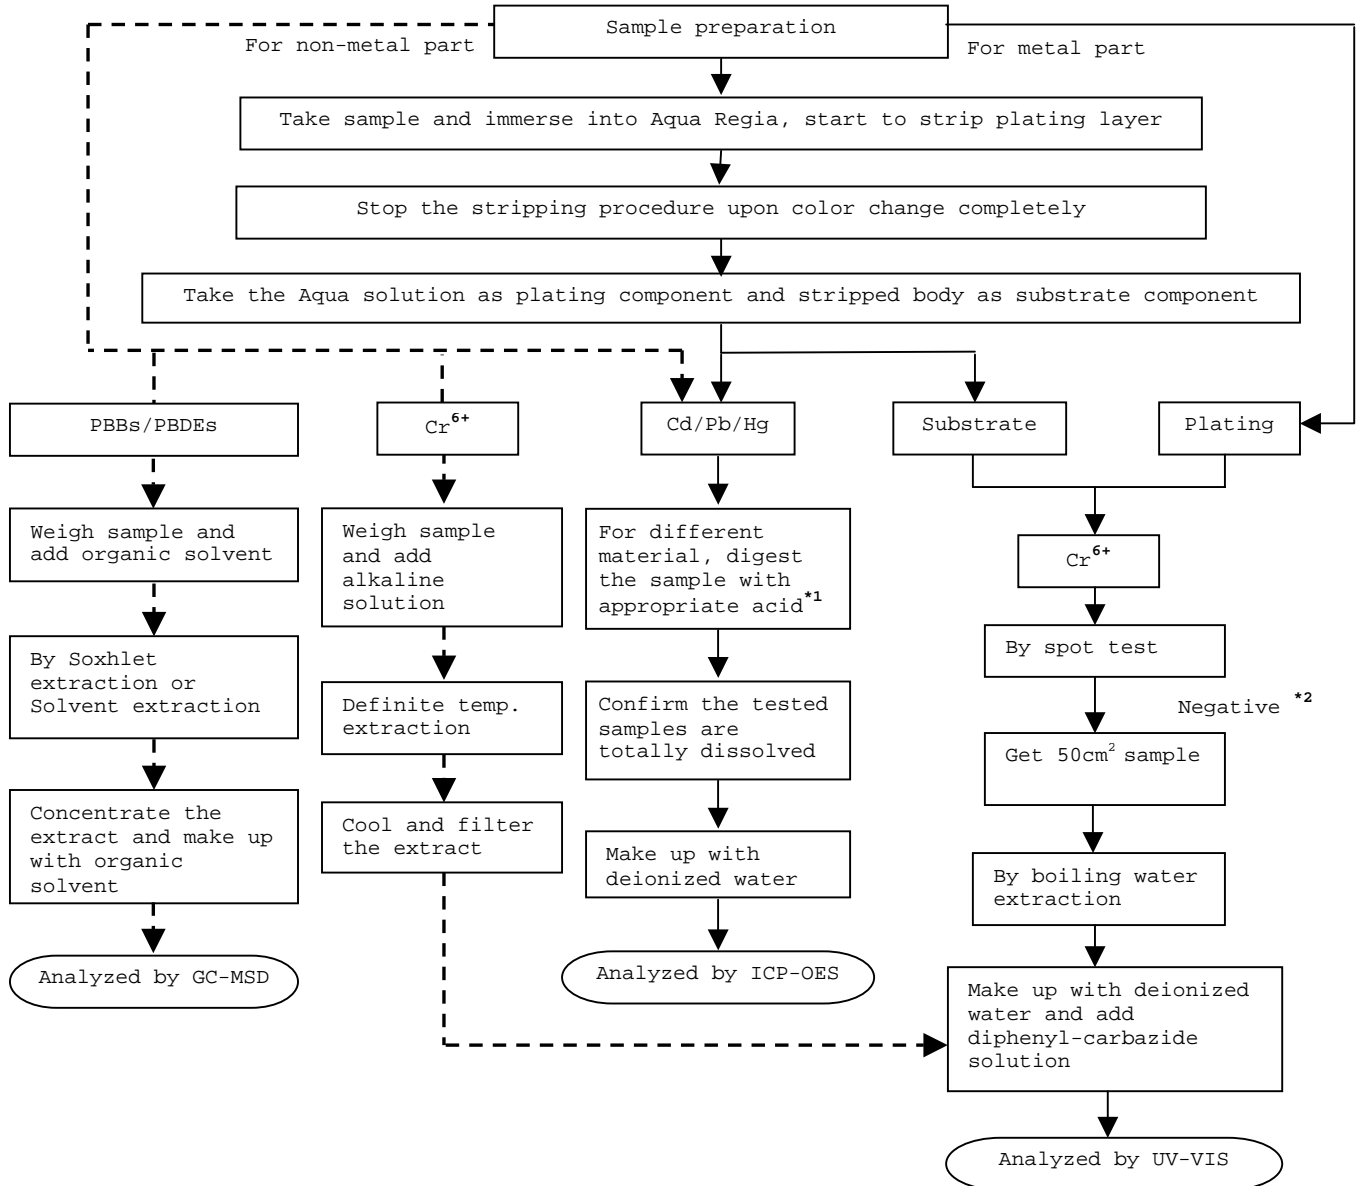 Sample preparation
For non-metal part
For metal part
Take sample and immerse into Aqua Regia, start to strip plating layer
Stop the stripping procedure upon color change completely
Take the Aqua solution as plating component and stripped body as substrate component
PBBs/PBDEs
Cr6+
Cd/Pb/Hg
Substrate
Plating
Weigh sample and
add organic solvent
Weigh sample
and add
alkaline
solution
For different
material, digest
the sample with
appropriate acid*1
Cr6+
By spot test
Negative *2
By Soxhlet
extraction or
Solvent extraction
Definite temp.
extraction
Confirm the tested
samples are
totally dissolved
Get 50cm2 sample
Concentrate the
extract and make up
with organic
solvent
Cool and filter
the extract
Make up with
deionized water
By boiling water
extraction
Analyzed by GC-MSD
Analyzed by ICP-OES
Make up with deionized
water and add
diphenyl-carbazide
solution
Analyzed by UV-VIS